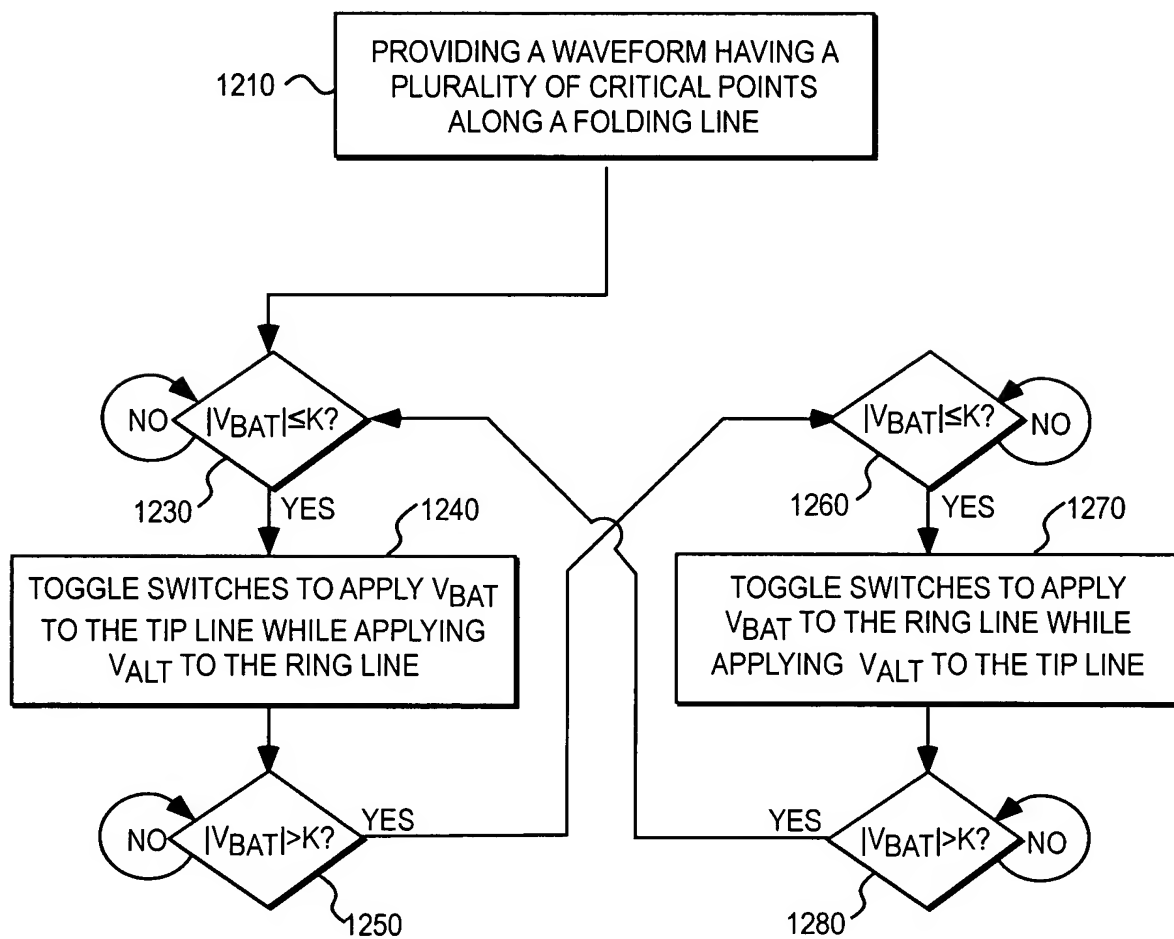 1210
PROVIDING A WAVEFORM HAVING A
PLURALITY OF CRITICAL POINTS
ALONG A FOLDING LINE
NO
|VBAT|≤K?
1230
YES
1240
TOGGLE SWITCHES TO APPLY VBAT
TO THE TIP LINE WHILE APPLYING
VALT TO THE RING LINE
NO
|VBAT|>K?
YES
1250
|VBAT|≤K?
NO
1260
YES
1270
TOGGLE SWITCHES TO APPLY
VBAT TO THE RING LINE WHILE
APPLYING VALT TO THE TIP LINE
YES
|VBAT|>K?
NO
1280